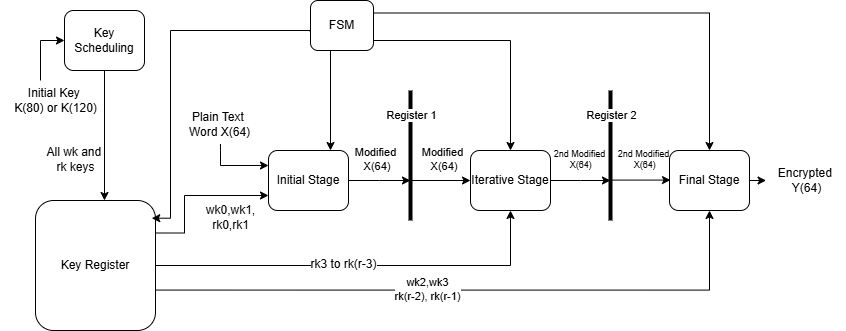 FSM
Key
Scheduling
Initial Key
K(80) or K(120)
All wk and
rk keys
Plain Text
Word X(64)
Register 1
Register 2
Initial Stage
Modified
X(64)
Modified
X(64)
Iterative Stage
2nd Modified
X(64)
2nd Modified
X(64)
Final Stage
Encrypted
Y(64)
wk0,wk1,
rk0,rk1
Key Register
rk3 to rk(r-3)
wk2,wk3
rk(r-2), rk(r-1)